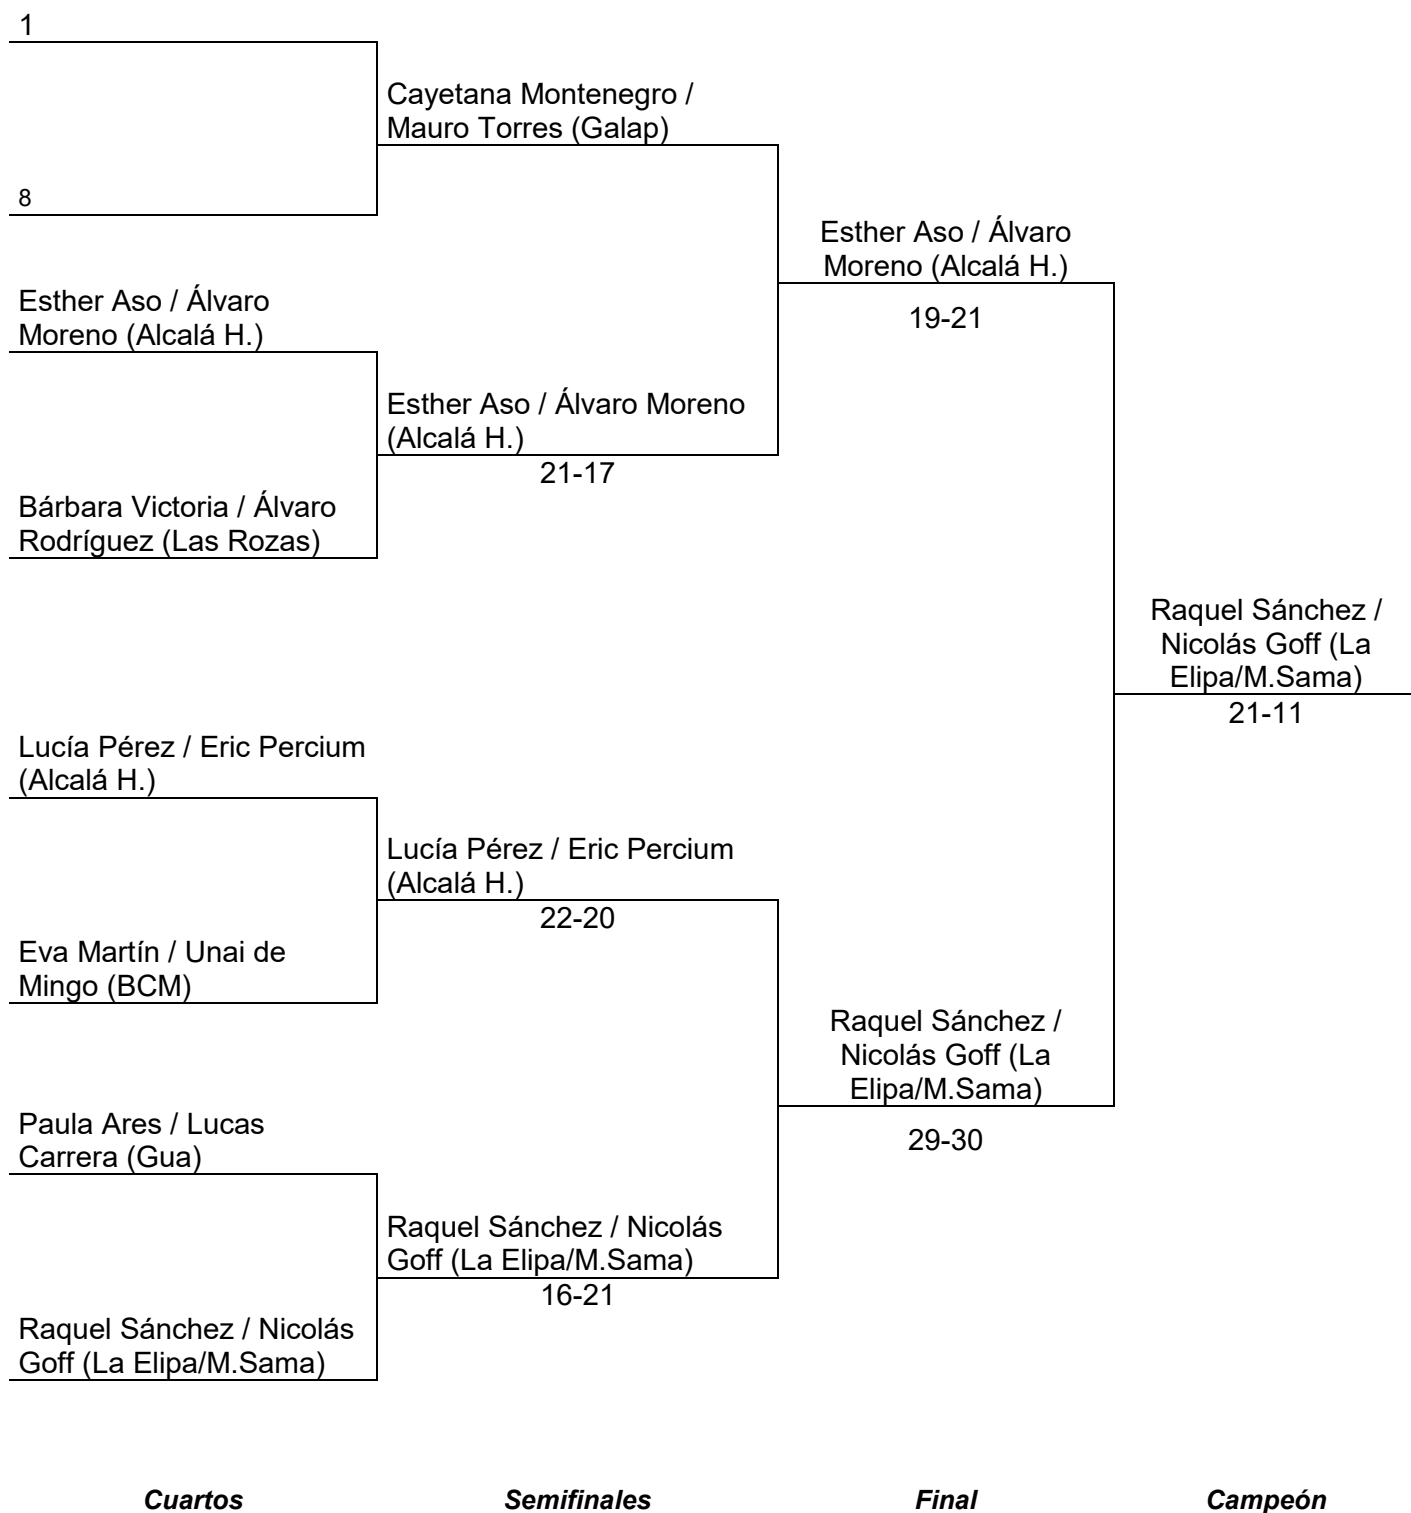 1
8
Esther Aso / Álvaro
Moreno (Alcalá H.)
Bárbara Victoria / Álvaro
Rodríguez (Las Rozas)
Lucía Pérez / Eric Percium
(Alcalá H.)
Eva Martín / Unai de
Mingo (BCM)
Paula Ares / Lucas
Carrera (Gua)
Raquel Sánchez / Nicolás
Goff (La Elipa/M.Sama)
Cayetana Montenegro /
Mauro Torres (Galap)
Esther Aso / Álvaro Moreno
(Alcalá H.)
21-17
Lucía Pérez / Eric Percium
(Alcalá H.)
22-20
Raquel Sánchez / Nicolás
Goff (La Elipa/M.Sama)
16-21
Esther Aso / Álvaro
Moreno (Alcalá H.)
19-21
Raquel Sánchez /
Nicolás Goff (La
Elipa/M.Sama)
29-30
Raquel Sánchez /
Nicolás Goff (La
Elipa/M.Sama)
21-11
Cuartos
Semifinales
Final
Campeón